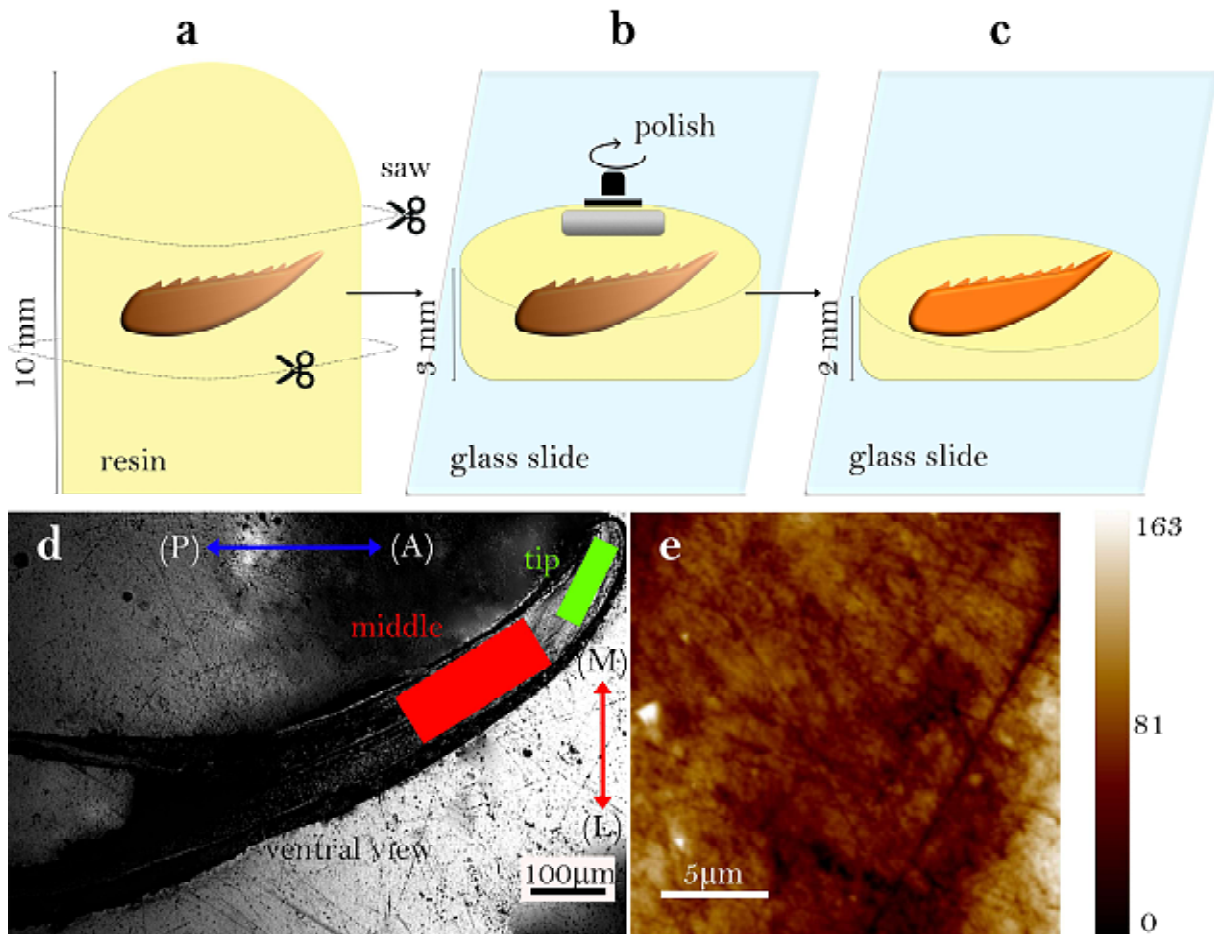 a
b
c
polish
saw
10 mm
3 mm
2 mm
resin
glass slide
glass slide
d
(P)
(A)
tip
middle
(M)
(L)
ventral view
100µm
e
5µm
163
81
0